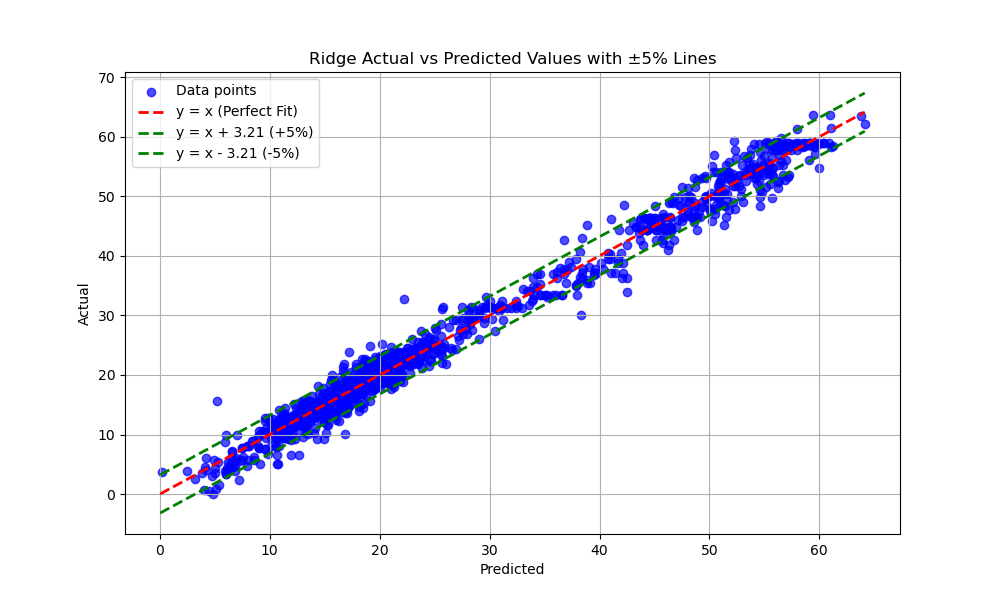 Ridge Actual vs Predicted Values with ±5% Lines
Data points
y = x (Perfect Fit)
y = x + 3.21 (+5%)
y = x - 3.21 (-5%)
70
60
50
40
30
20
10
0
Actual
0 10 20 30 40 50 60
Predicted